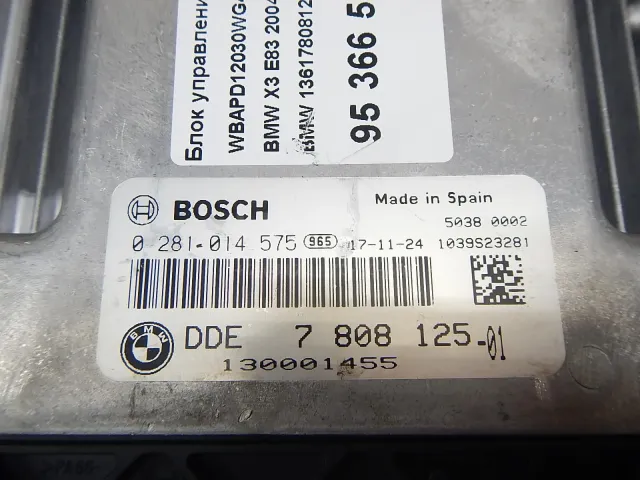 Блок управлени
WBAPD12030WG
BMW X3 E83 2004
BMW 1361780812
95 366 5
BOSCH
Made in Spain
5038 0002
0 281-014 575 965 17-11-24 1039S23281
BMW
DDE 7 808 125-01
130001455